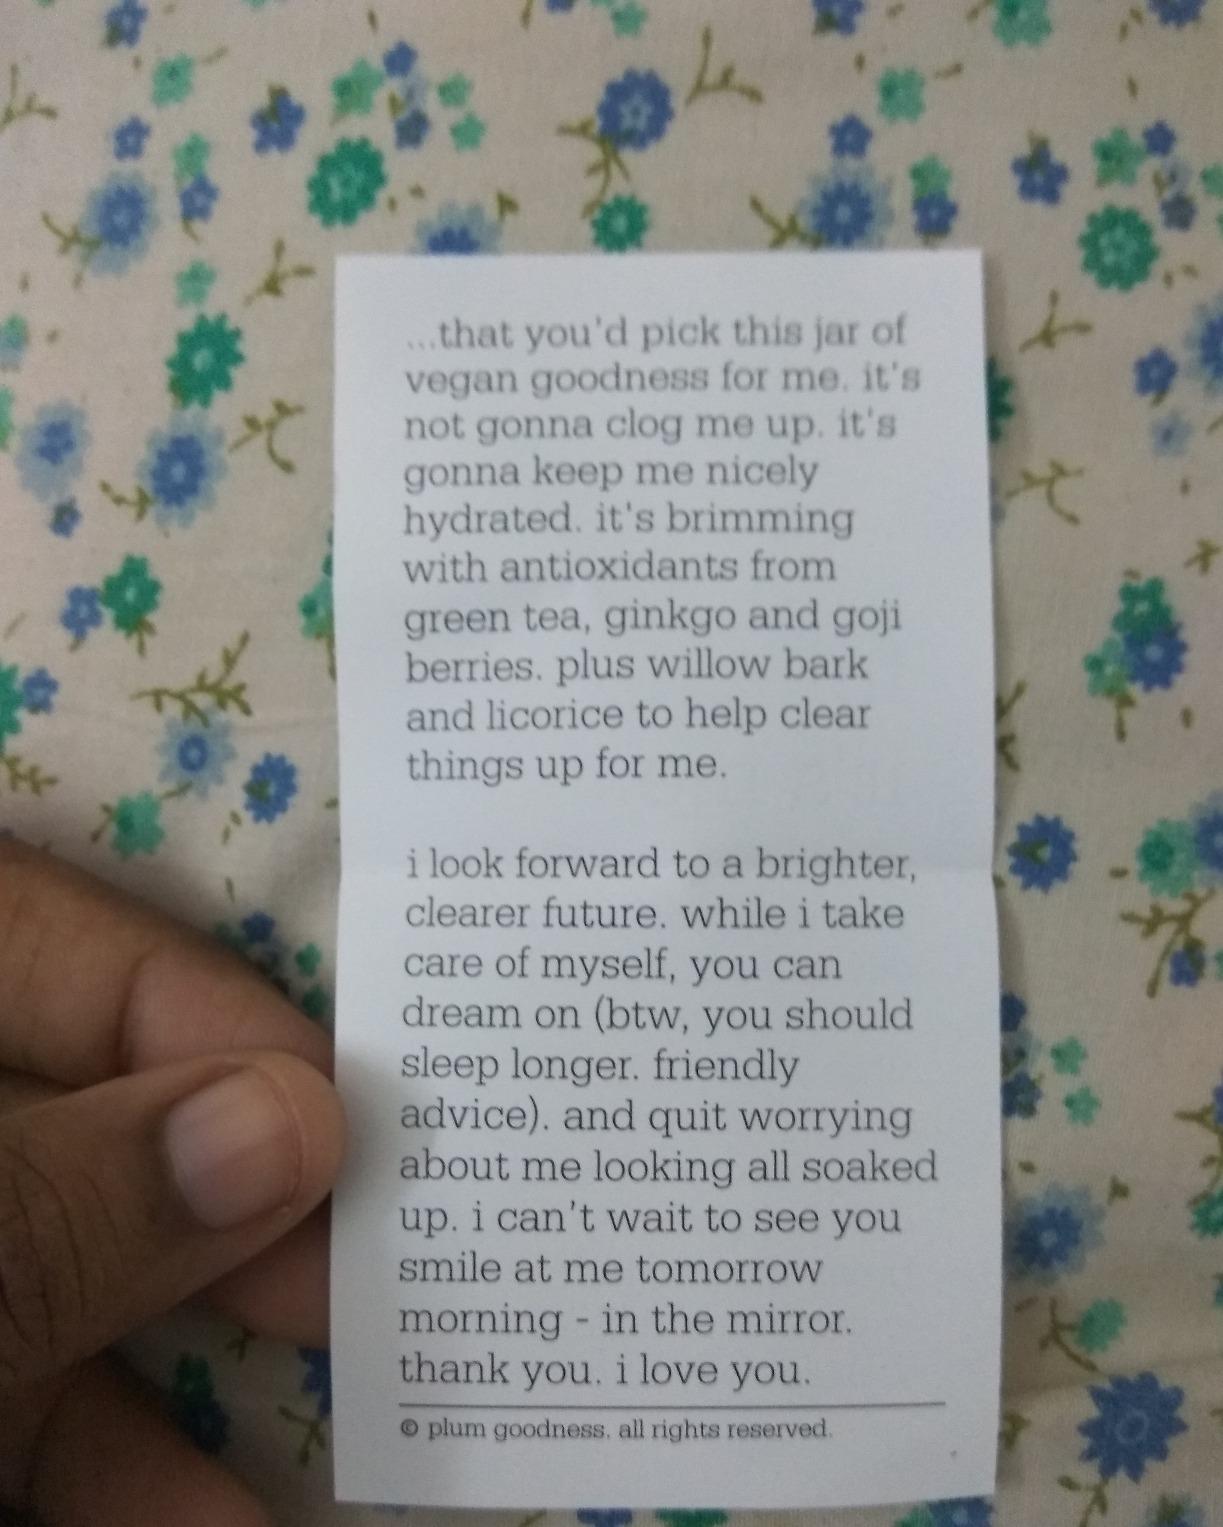 ...that you'd pick this jar of
vegan goodness for me. it's
not gonna clog me up. it's
gonna keep me nicely
hydrated. it's brimming
with antioxidants from
green tea, ginkgo and goji
berries. plus willow bark
and licorice to help clear
things up for me.
i look forward to a brighter,
clearer future. while i take
care of myself, you can
dream on (btw, you should
sleep longer. friendly
advice). and quit worrying
about me looking all soaked
up. i can't wait to see you
smile at me tomorrow
morning - in the mirror.
thank you. i love you.
© plum goodness. all rights reserved.